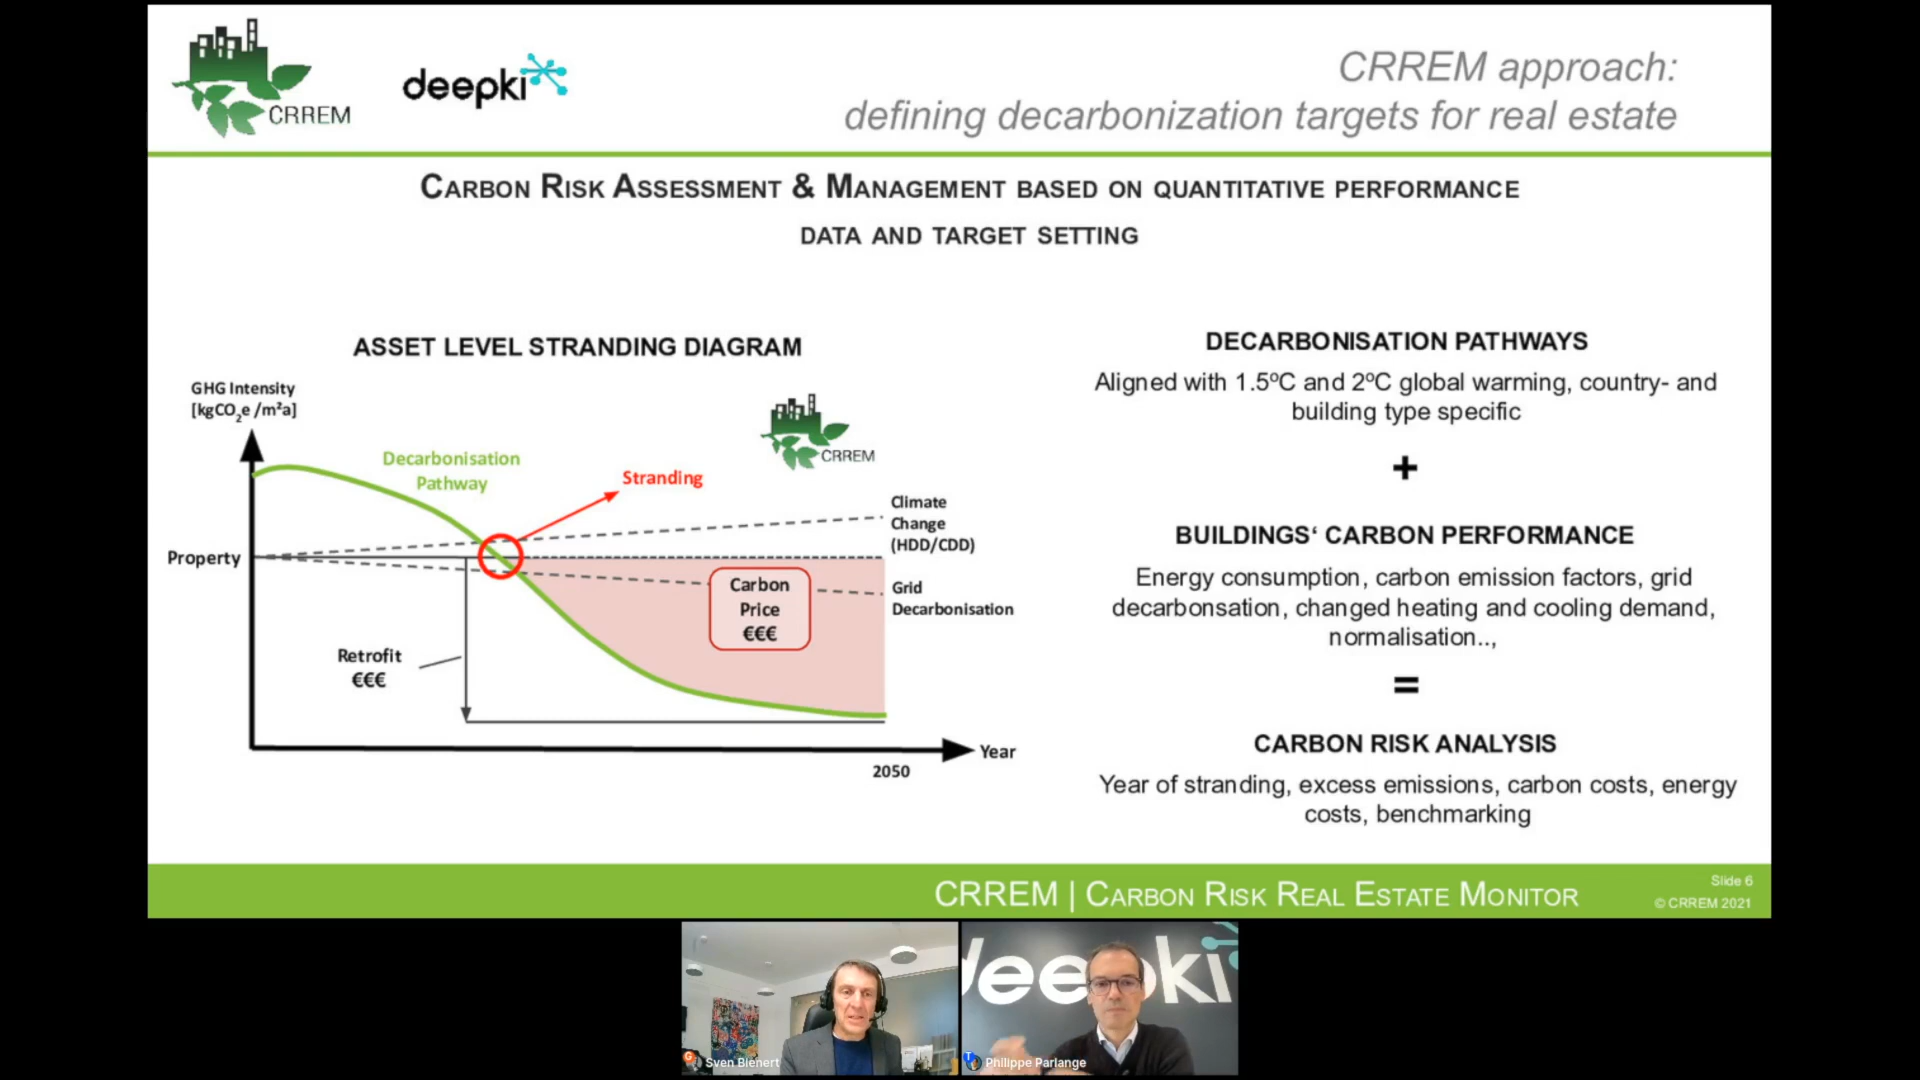 CRREM
deepki
CRREM approach:
defining decarbonization targets for real estate
CARBON RISK ASSESSMENT & MANAGEMENT BASED ON QUANTITATIVE PERFORMANCE
DATA AND TARGET SETTING
ASSET LEVEL STRANDING DIAGRAM
GHG Intensity
[kgCO2e /m²a]
CRREM
Decarbonisation
Pathway
Stranding
Climate
Change
(HDD/CDD)
Property
Carbon
Price
€€€
Grid
Decarbonisation
Retrofit
€€€
Year
2050
DECARBONISATION PATHWAYS
Aligned with 1.5ºC and 2ºC global warming, country- and
building type specific
+
BUILDINGS‘ CARBON PERFORMANCE
Energy consumption, carbon emission factors, grid
decarbonsation, changed heating and cooling demand,
normalisation..,
=
CARBON RISK ANALYSIS
Year of stranding, excess emissions, carbon costs, energy
costs, benchmarking
CRREM | CARBON RISK REAL ESTATE MONITOR
Slide 6
© CRREM 2021
deepki
Sven Bienert
Philippe Parlange